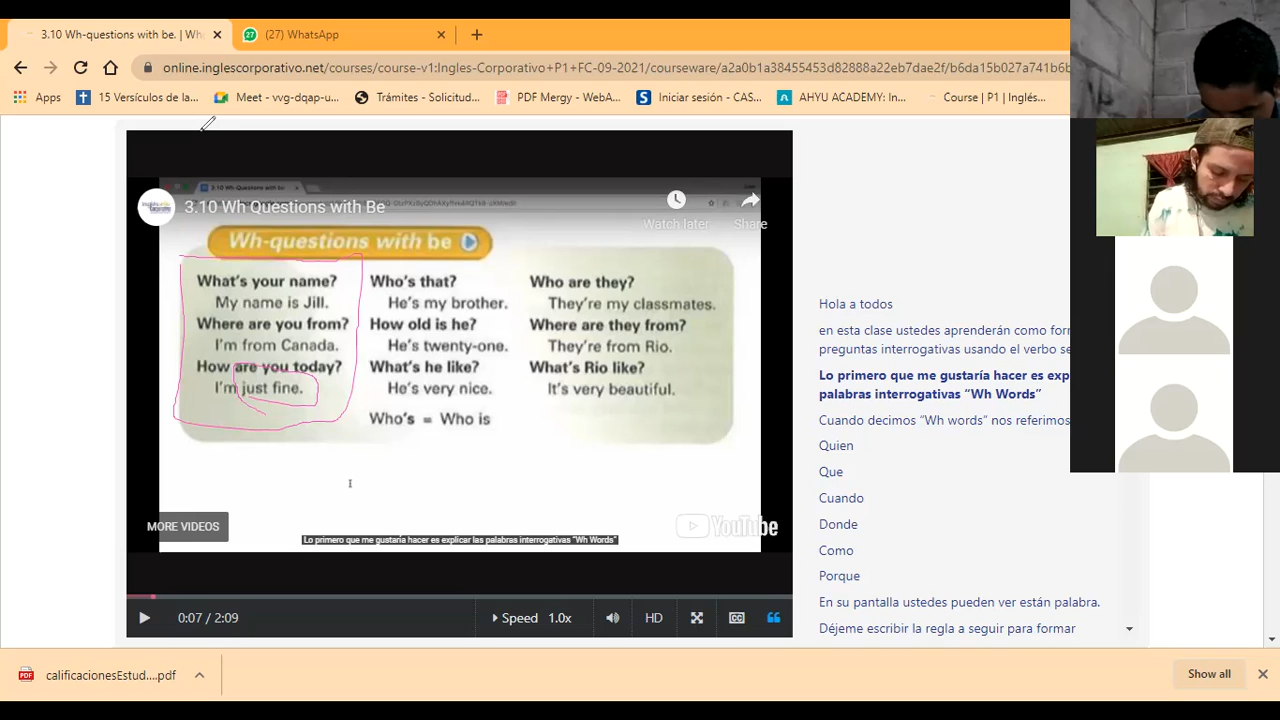 3.10 Wh-questions with be. | Wh
(27) WhatsApp
online.inglescorporativo.net/courses/course-v1:Ingles-Corporativo+P1+FC-09-2021/courseware/a2a0b1a38455453d82888a22eb7dae2f/b6da15b027a741b6b
Apps
15 Versículos de la...
Meet - vvg-dqap-u...
Trámites - Solicitud...
PDF Mergy - WebA...
Iniciar sesión - CAS...
AHYU ACADEMY: In...
Course | P1 | Inglés...
3.10 Wh-Questions with be
3.10 Wh Questions with Be
Watch later
Share
Wh-questions with be
What's your name?
My name is Jill.
Where are you from?
I'm from Canada.
How are you today?
I'm just fine.
Who's that?
He's my brother.
How old is he?
He's twenty-one.
What's he like?
He's very nice.
Who's = Who is
Who are they?
They're my classmates.
Where are they from?
They're from Rio.
What's Rio like?
It's very beautiful.
MORE VIDEOS
YouTube
Lo primero que me gustaría hacer es explicar las palabras interrogativas "Wh Words"
0:07 / 2:09
Speed 1.0x
HD
Hola a todos
en esta clase ustedes aprenderán como for
preguntas interrogativas usando el verbo se
Lo primero que me gustaría hacer es expli
palabras interrogativas “Wh Words”
Cuando decimos “Wh words” nos referimos
Quien
Que
Cuando
Donde
Como
Porque
En su pantalla ustedes pueden ver están palabra.
Déjeme escribir la regla a seguir para formar
calificacionesEstud....pdf
Show all